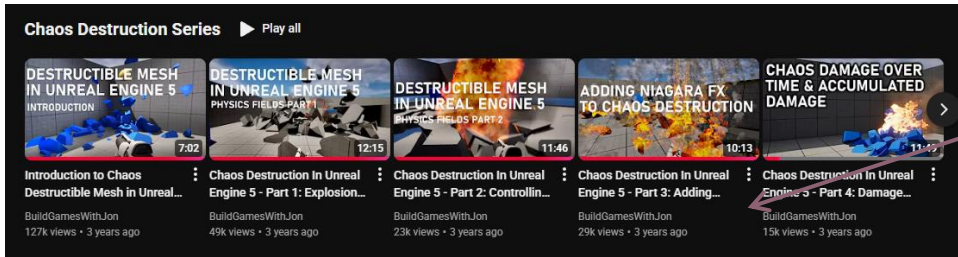 Chaos Destruction Series
Play all
DESTRUCTIBLE MESH
IN UNREAL ENGINE 5
INTRODUCTION
7:02
Introduction to Chaos
Destructible Mesh in Unreal...
BuildGamesWithJon
127k views • 3 years ago
DESTRUCTIBLE MESH
IN UNREAL ENGINE 5
PHYSICS FIELDS PART 1
12:15
Chaos Destruction In Unreal
Engine 5 - Part 1: Explosion...
BuildGamesWithJon
49k views • 3 years ago
DESTRUCTIBLE MESH
IN UNREAL ENGINE 5
PHYSICS FIELDS PART 2
11:46
Chaos Destruction In Unreal
Engine 5 - Part 2: Controllin...
BuildGamesWithJon
23k views • 3 years ago
ADDING NIAGARA FX
TO CHAOS DESTRUCTION
10:13
Chaos Destruction In Unreal
Engine 5 - Part 3: Adding...
BuildGamesWithJon
29k views • 3 years ago
CHAOS DAMAGE OVER
TIME & ACCUMULATED
DAMAGE
Chaos Destruction In Unreal
Engine 5 - Part 4: Damage...
BuildGamesWithJon
15k views • 3 years ago